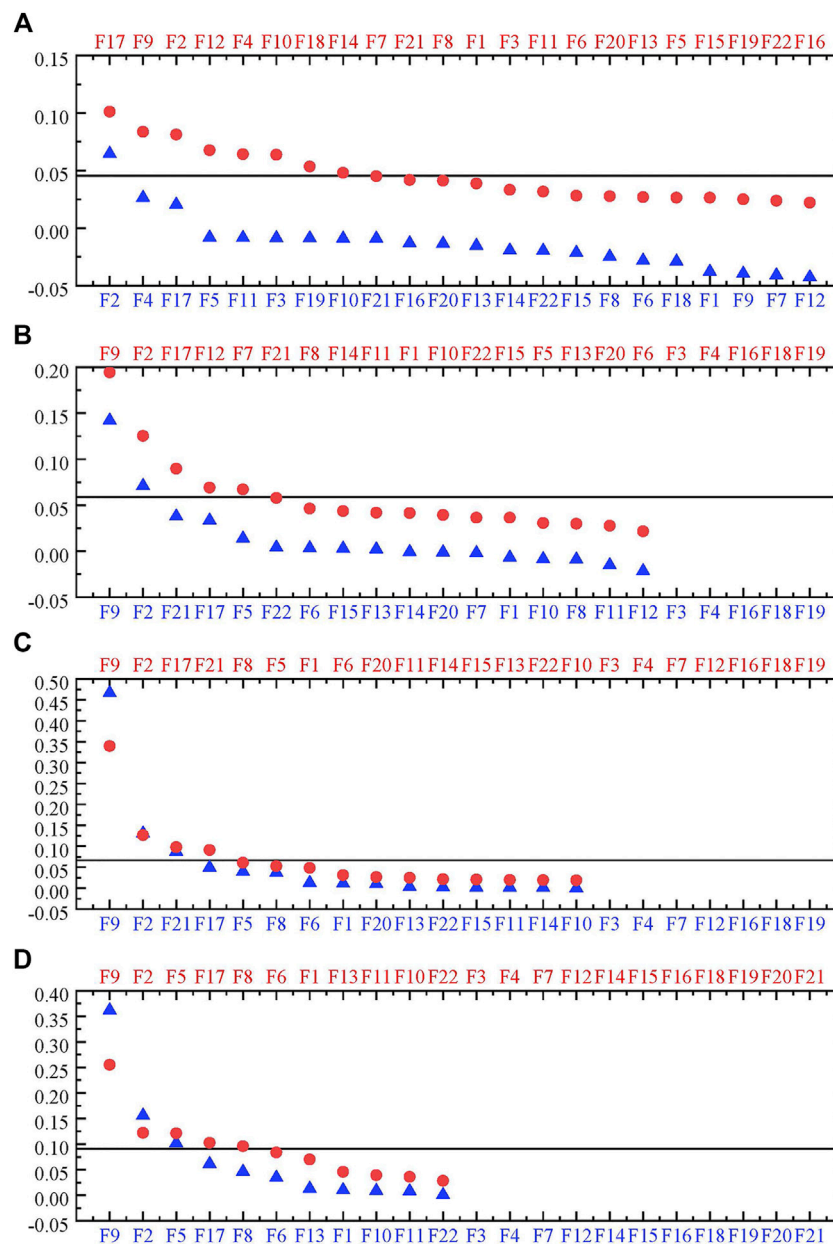 A
F17 F9 F2 F12 F4 F10 F18 F14 F7 F21 F8 F1 F3 F11 F6 F20 F13 F5 F15 F19 F22 F16
0.15
0.10
0.05
0.00
-0.05
F2 F4 F17 F5 F11 F3 F19 F10 F21 F16 F20 F13 F14 F22 F15 F8 F6 F18 F1 F9 F7 F12
B
F9 F2 F17 F12 F7 F21 F8 F14 F11 F1 F10 F22 F15 F5 F13 F20 F6 F3 F4 F16 F18 F19
0.20
0.15
0.10
0.05
0.00
-0.05
F9 F2 F21 F17 F5 F22 F6 F15 F13 F14 F20 F7 F1 F10 F8 F11 F12 F3 F4 F16 F18 F19
C
F9 F2 F17 F21 F8 F5 F1 F6 F20 F11 F14 F15 F13 F22 F10 F3 F4 F7 F12 F16 F18 F19
0.50
0.45
0.40
0.35
0.30
0.25
0.20
0.15
0.10
0.05
0.00
-0.05
F9 F2 F21 F17 F5 F8 F6 F1 F20 F13 F22 F15 F11 F14 F10 F3 F4 F7 F12 F16 F18 F19
D
F9 F2 F5 F17 F8 F6 F1 F13 F11 F10 F22 F3 F4 F7 F12 F14 F15 F16 F18 F19 F20 F21
0.40
0.35
0.30
0.25
0.20
0.15
0.10
0.05
0.00
-0.05
F9 F2 F5 F17 F8 F6 F13 F1 F10 F11 F22 F3 F4 F7 F12 F14 F15 F16 F18 F19 F20 F21